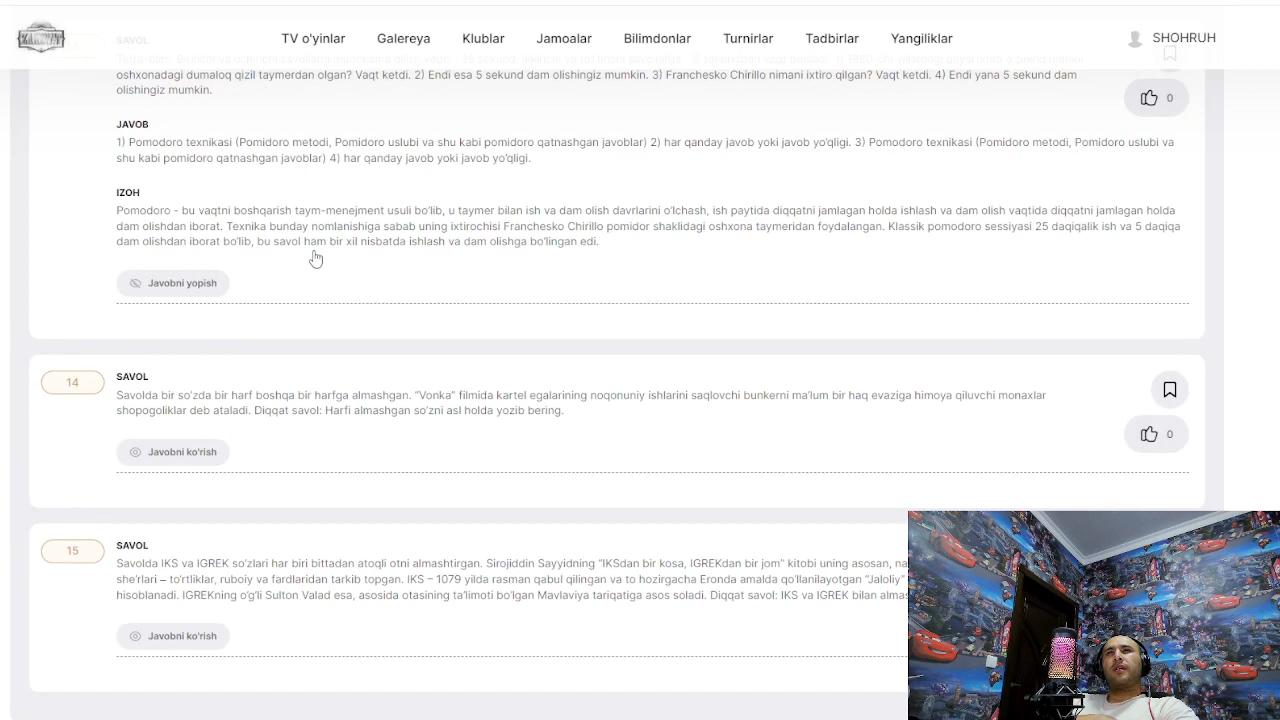 ZAKOVAT
TV o'yinlar
Galereya
Klublar
Jamoalar
Bilimdonlar
Turnirlar
Tadbirlar
Yangiliklar
SHOHRUH
SAVOL
oshxonadagi dumaloq qizil taymerdan olgan? Vaqt ketdi. 2) Endi esa 5 sekund dam olishingiz mumkin. 3) Franchesko Chirillo nimani ixtiro qilgan? Vaqt ketdi. 4) Endi yana 5 sekund dam
olishingiz mumkin.
0
JAVOB
1) Pomodoro texnikasi (Pomidoro metodi, Pomidoro uslubi va shu kabi pomidoro qatnashgan javoblar) 2) har qanday javob yoki javob yo'qligi. 3) Pomodoro texnikasi (Pomidoro metodi, Pomidoro uslubi va
shu kabi pomidoro qatnashgan javoblar) 4) har qanday javob yoki javob yo'qligi.
IZOH
Pomodoro - bu vaqtni boshqarish taym-menejment usuli bo'lib, u taymer bilan ish va dam olish davrlarini o'lchash, ish paytida diqqatni jamlagan holda ishlash va dam olish vaqtida diqqatni jamlagan holda
dam olishdan iborat. Texnika bunday nomlanishiga sabab uning ixtirochisi Franchesko Chirillo pomidor shaklidagi oshxona taymeridan foydalangan. Klassik pomodoro sessiyasi 25 daqiqalik ish va 5 daqiqa
dam olishdan iborat bo'lib, bu savol ham bir xil nisbatda ishlash va dam olishga bo'lingan edi.
Javobni yopish
14
SAVOL
Savolda bir so'zda bir harf boshqa bir harfga almashgan. "Vonka" filmida kartel egalarining noqonuniy ishlarini saqlovchi bunkerni ma'lum bir haq evaziga himoya qiluvchi monaxlar
shopogoliklar deb ataladi. Diqqat savol: Harfi almashgan so'zni asl holda yozib bering.
0
Javobni ko'rish
15
SAVOL
Savolda IKS va IGREK so'zlari har biri bittadan atoqli otni almashtirgan. Sirojiddin Sayyidning "IKSdan bir kosa, IGREKdan bir jom" kitobi uning asosan, na
she'rlari – to'rtliklar, ruboiy va fardlaridan tarkib topgan. IKS – 1079 yilda rasman qabul qilingan va to hozirgacha Eronda amalda qo'llanilayotgan "Jaloliy"
hisoblanadi. IGREKning o'g'li Sulton Valad esa, asosida otasining ta'limoti bo'lgan Mavlaviya tariqatiga asos soladi. Diqqat savol: IKS va IGREK bilan almas
Javobni ko'rish